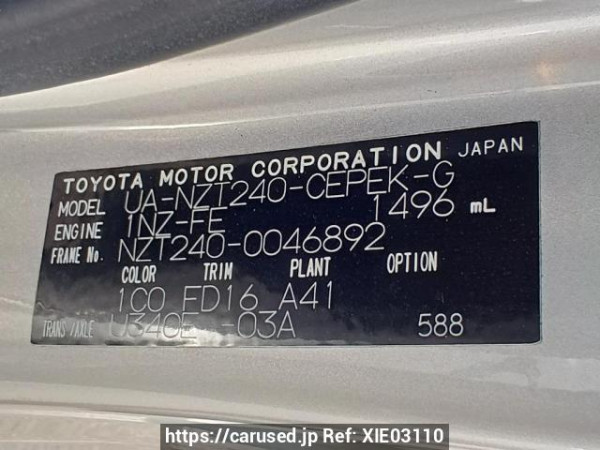 TOYOTA MOTOR CORPORATION JAPAN
MODEL UA-NZT240-CEPEK-G
ENGINE 1NZ-FE 1496 mL
FRAME No. NZT240-0046892
COLOR TRIM PLANT OPTION
1C0 FD16 A41
TRANS/AXLE U340E -03A 588
https://carused.jp Ref: XIE03110